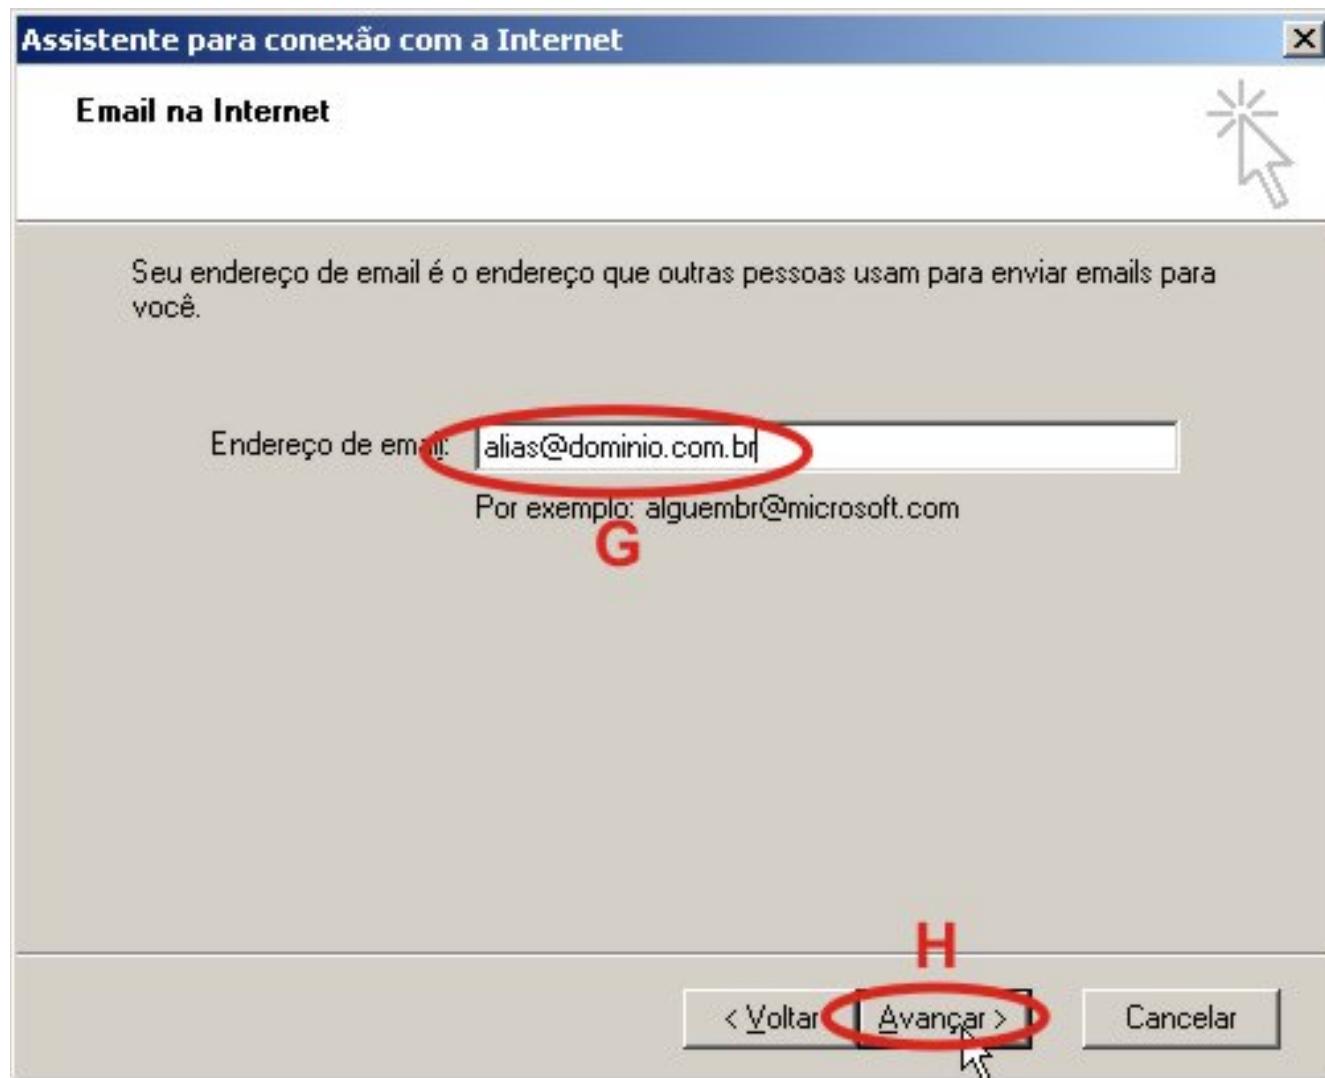 Assistente para conexão com a Internet
Email na Internet
Seu endereço de email é o endereço que outras pessoas usam para enviar emails para
você.
Endereço de email: alias@dominio.com.br
Por exemplo: alguembr@microsoft.com
G
H
< Voltar Avançar > Cancelar